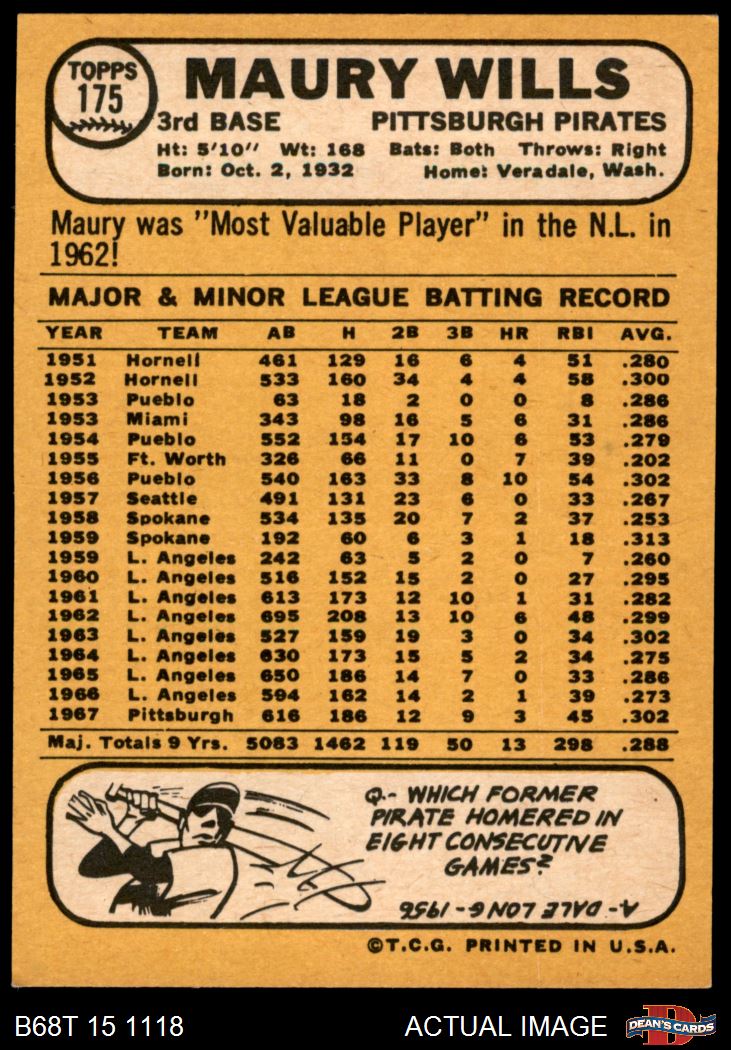 TOPPS
175
MAURY WILLS
3rd BASE PITTSBURGH PIRATES
Ht: 5'10" Wt: 168 Bats: Both Throws: Right
Born: Oct. 2, 1932 Home: Veradale, Wash.
Maury was "Most Valuable Player" in the N.L. in
1962!
MAJOR & MINOR LEAGUE BATTING RECORD
YEAR TEAM AB H 2B 3B HR RBI AVG.
1951 Hornell 461 129 16 6 4 51 .280
1952 Hornell 533 160 34 4 4 58 .300
1953 Pueblo 63 18 2 0 0 8 .286
1953 Miami 343 98 16 5 6 31 .286
1954 Pueblo 552 154 17 10 6 53 .279
1955 Ft. Worth 326 66 11 0 7 39 .202
1956 Pueblo 540 163 33 8 10 54 .302
1957 Seattle 491 131 23 6 0 33 .267
1958 Spokane 534 135 20 7 2 37 .253
1959 Spokane 192 60 6 3 1 18 .313
1959 L. Angeles 242 63 5 2 0 7 .260
1960 L. Angeles 516 152 15 2 0 27 .295
1961 L. Angeles 613 173 12 10 1 31 .282
1962 L. Angeles 695 208 13 10 6 48 .299
1963 L. Angeles 527 159 19 3 0 34 .302
1964 L. Angeles 630 173 15 5 2 34 .275
1965 L. Angeles 650 186 14 7 0 33 .286
1966 L. Angeles 594 162 14 2 1 39 .273
1967 Pittsburgh 616 186 12 9 3 45 .302
Maj. Totals 9 Yrs. 5083 1462 119 50 13 298 .288
Q.- WHICH FORMER
PIRATE HOMERED IN
EIGHT CONSECUTIVE
GAMES?
A- DALE LONG - 1956
©T.C.G. PRINTED IN U.S.A.
B68T 15 1118 ACTUAL IMAGE
D
DEAN'S CARDS